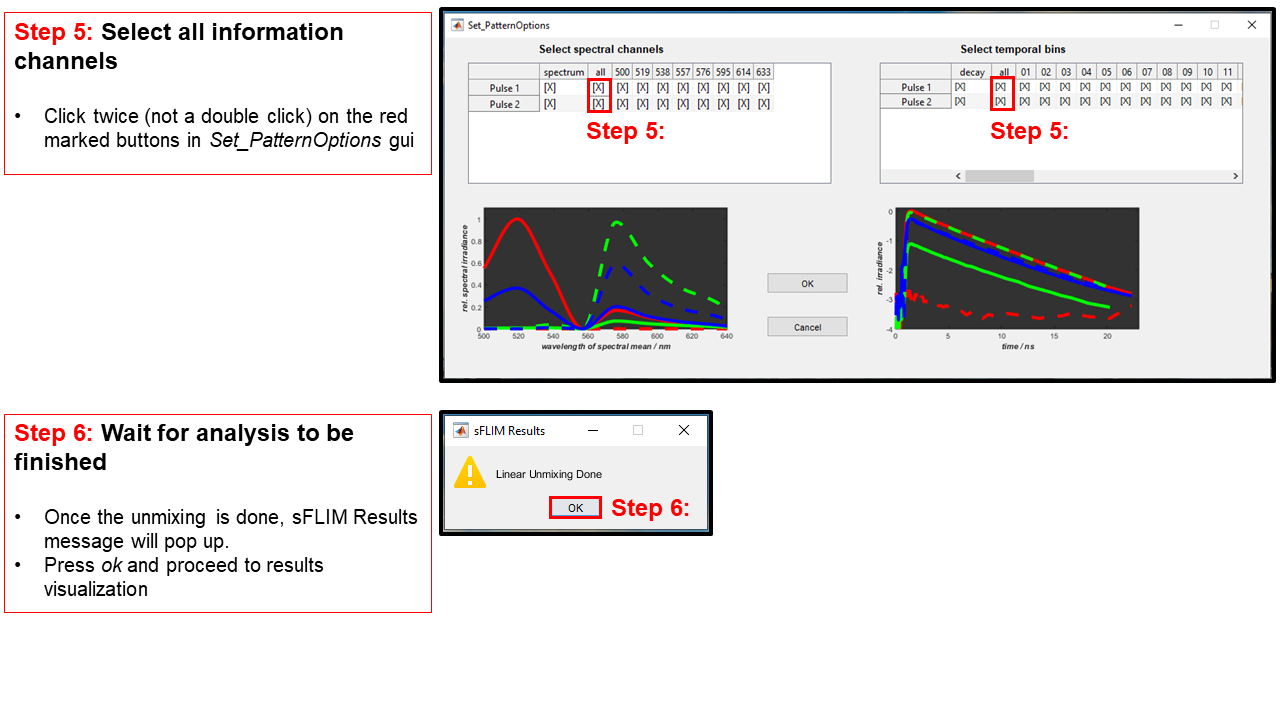 Step 5: Select all information
channels
• Click twice (not a double click) on the red
marked buttons in Set_PatternOptions gui
Set_PatternOptions
Select spectral channels
spectrum all 500 519 538 557 576 595 614 633
Pulse 1 [X] [X] [X] [X] [X] [X] [X] [X] [X] [X]
Pulse 2 [X] [X] [X] [X] [X] [X] [X] [X] [X] [X]
Step 5:
Select temporal bins
decay all 01 02 03 04 05 06 07 08 09 10 11
Pulse 1 [X] [X] [X] [X] [X] [X] [X] [X] [X] [X] [X] [X] [X]
Pulse 2 [X] [X] [X] [X] [X] [X] [X] [X] [X] [X] [X] [X] [X]
Step 5:
rel. spectral irradiance
1
0.8
0.6
0.4
0.2
0
500 520 540 560 580 600 620 640
wavelength of spectral mean / nm
OK
Cancel
rel. irradiance
0
-1
-2
-3
-4
0 5 10 15 20
time / ns
Step 6: Wait for analysis to be
finished
• Once the unmixing is done, sFLIM Results
message will pop up.
• Press ok and proceed to results
visualization
sFLIM Results
Linear Unmixing Done
OK
Step 6: